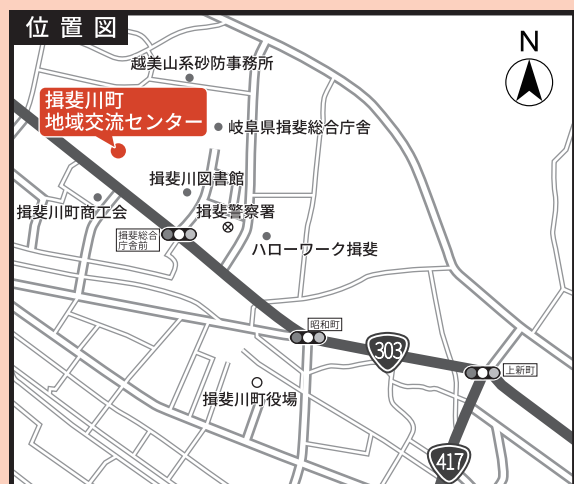 位置図
N
越美山系砂防事務所
揖斐川町
地域交流センター
岐阜県揖斐総合庁舎
揖斐川図書館
揖斐川町商工会
揖斐警察署
揖斐総合
庁舎前
ハローワーク揖斐
昭和町
303
上新町
揖斐川町役場
417